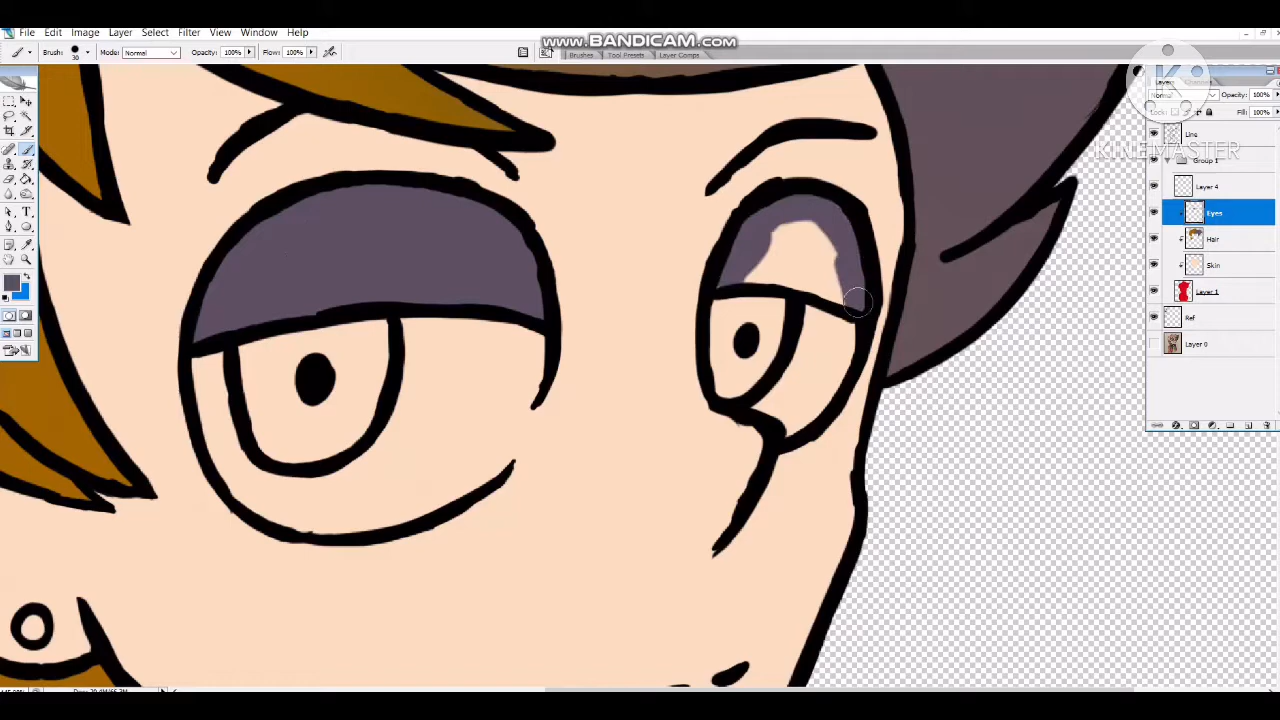 File Edit Image Layer Select Filter View Window Help
www.BANDICAM.com
Brush: 30 Mode: Normal Opacity: 100% Flow: 100%
Brushes Tool Presets Layer Comps
Layers
Normal Opacity: 100%
Lock: Fill: 100%
KINEMASTER
Line
Group 1
Layer 4
Eyes
Hair
Skin
Layer 1
Ref
Layer 0